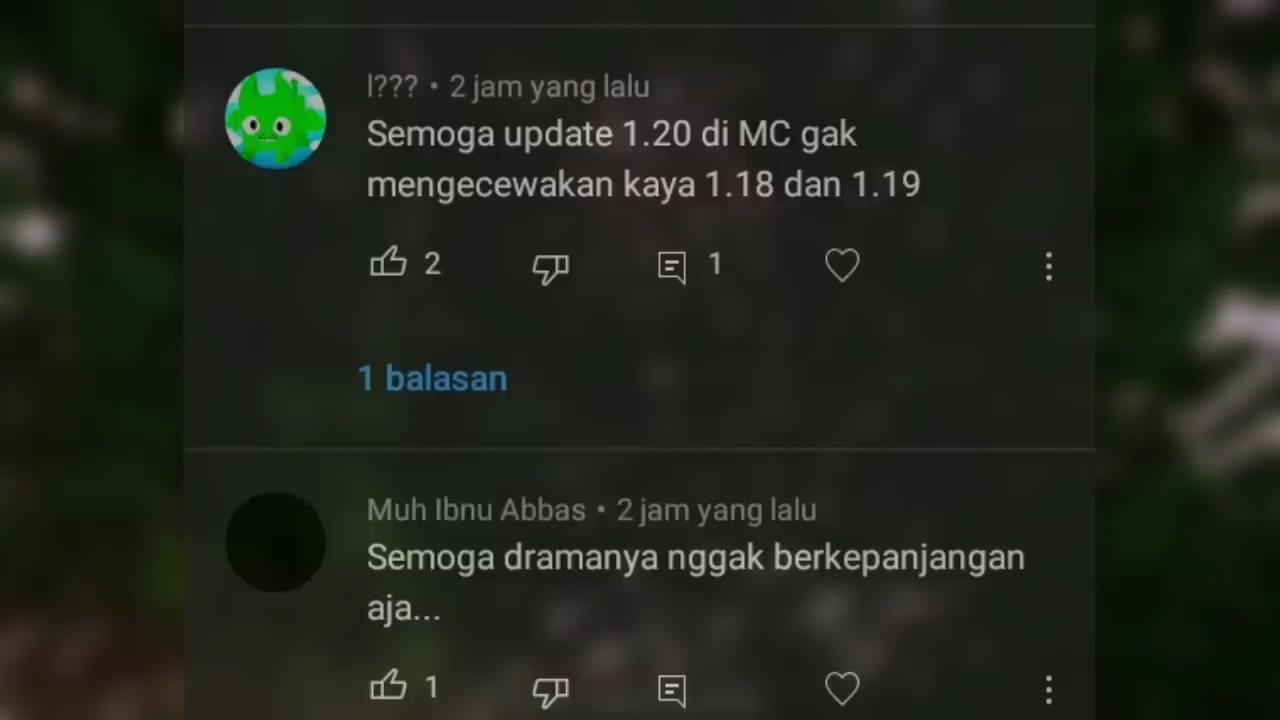 l??? • 2 jam yang lalu
Semoga update 1.20 di MC gak
mengecewakan kaya 1.18 dan 1.19
2
1
1 balasan
Muh Ibnu Abbas • 2 jam yang lalu
Semoga dramanya nggak berkepanjangan
aja...
1